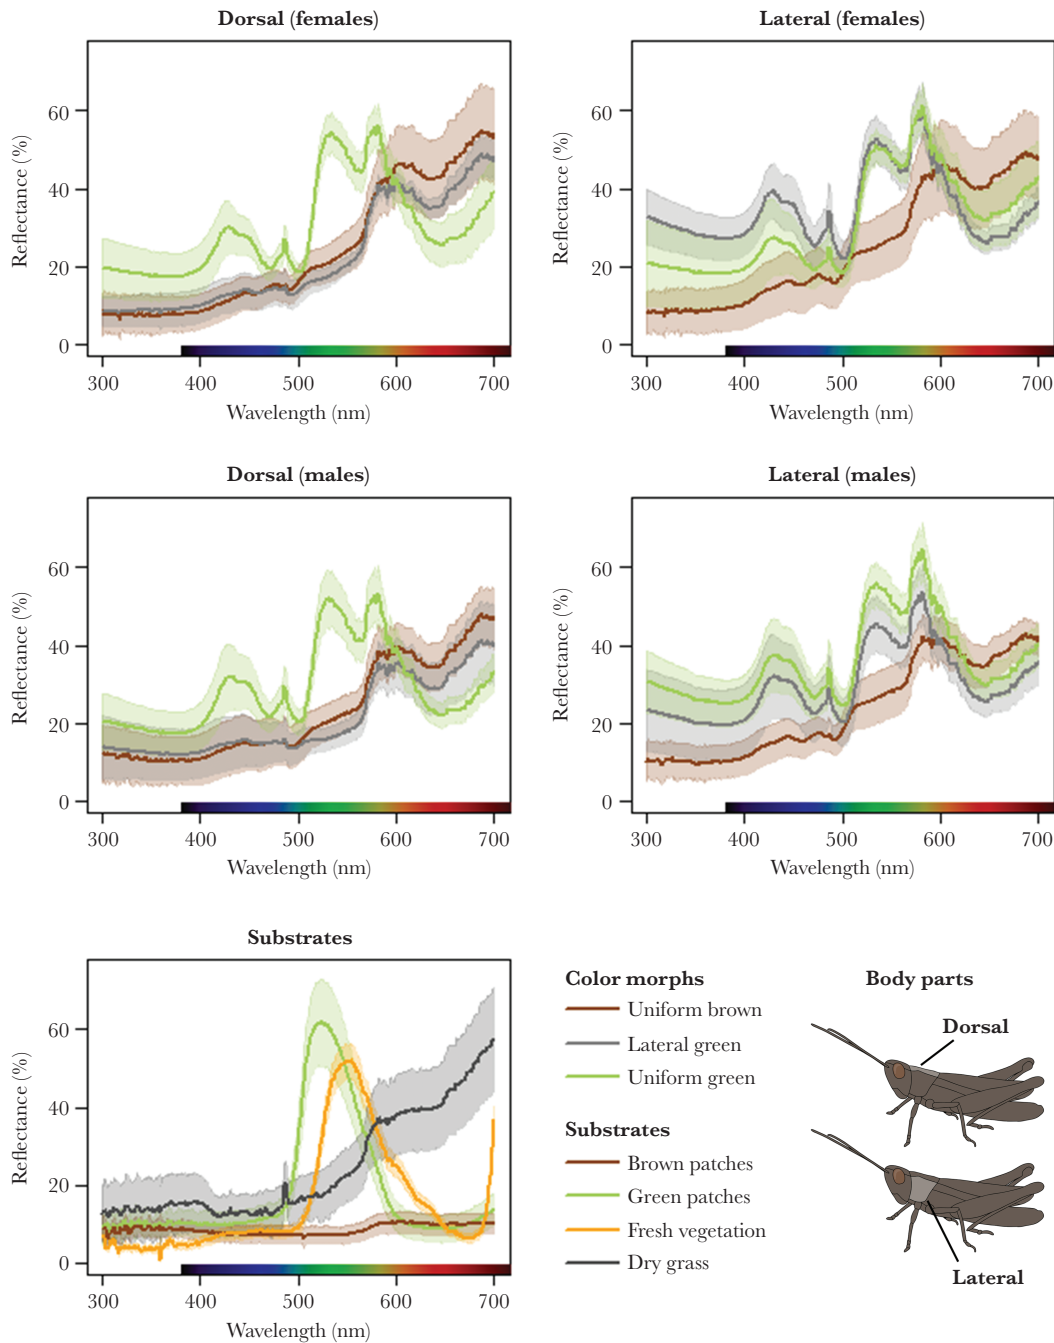 Dorsal (females)
Reflectance (%)
60
40
20
0
300 400 500 600 700
Wavelength (nm)
Lateral (females)
Reflectance (%)
60
40
20
0
300 400 500 600 700
Wavelength (nm)
Dorsal (males)
Reflectance (%)
60
40
20
0
300 400 500 600 700
Wavelength (nm)
Lateral (males)
Reflectance (%)
60
40
20
0
300 400 500 600 700
Wavelength (nm)
Substrates
Reflectance (%)
60
40
20
0
300 400 500 600 700
Wavelength (nm)
Color morphs
Uniform brown
Lateral green
Uniform green
Substrates
Brown patches
Green patches
Fresh vegetation
Dry grass
Body parts
Dorsal
Lateral